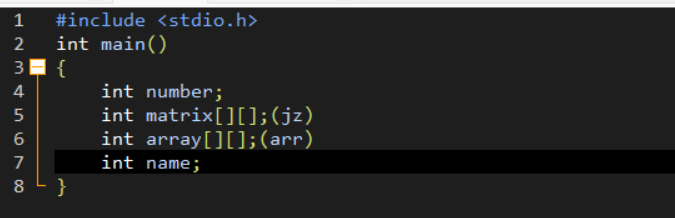 1 #include <stdio.h>
2 int main()
3 {
4 int number;
5 int matrix[][];(jz)
6 int array[][];(arr)
7 int name;
8 }